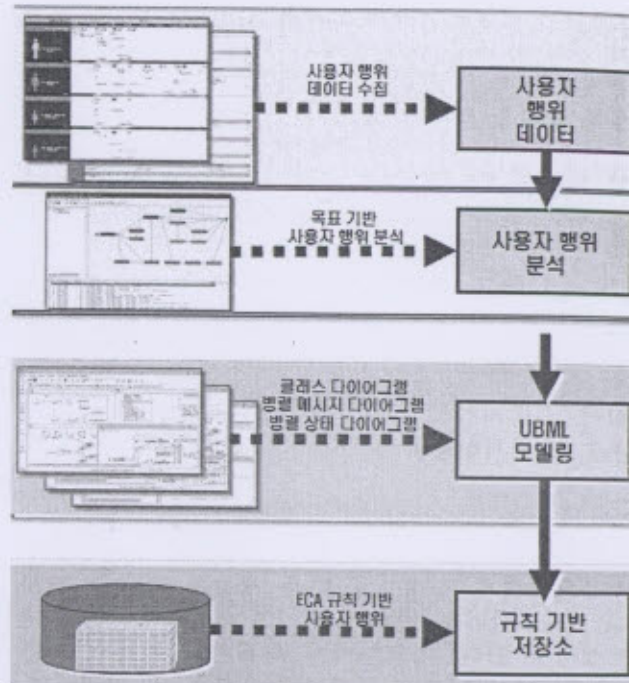 사용자 행위
데이터 수집
사용자
행위
데이터
목표 기반
사용자 행위 분석
사용자 행위
분석
클래스 다이어그램
병렬 메시지 다이어그램
병렬 상태 다이어그램
UBML
모델링
ECA 규칙 기반
사용자 행위
규칙 기반
저장소